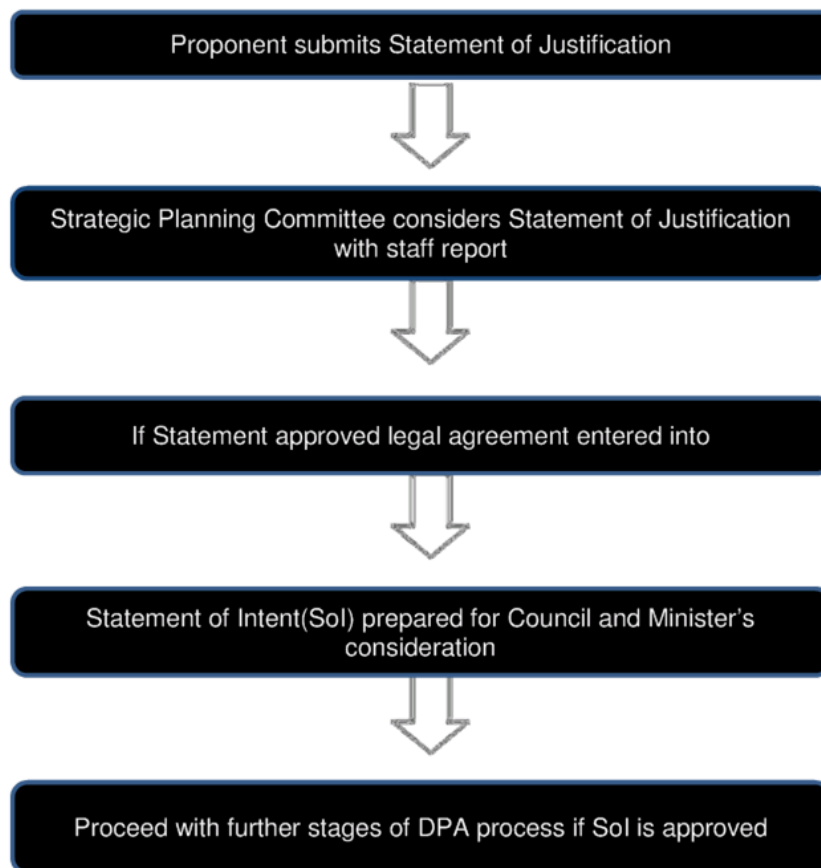 Proponent submits Statement of Justification
Strategic Planning Committee considers Statement of Justification
with staff report
If Statement approved legal agreement entered into
Statement of Intent(SoI) prepared for Council and Minister’s
consideration
Proceed with further stages of DPA process if SoI is approved